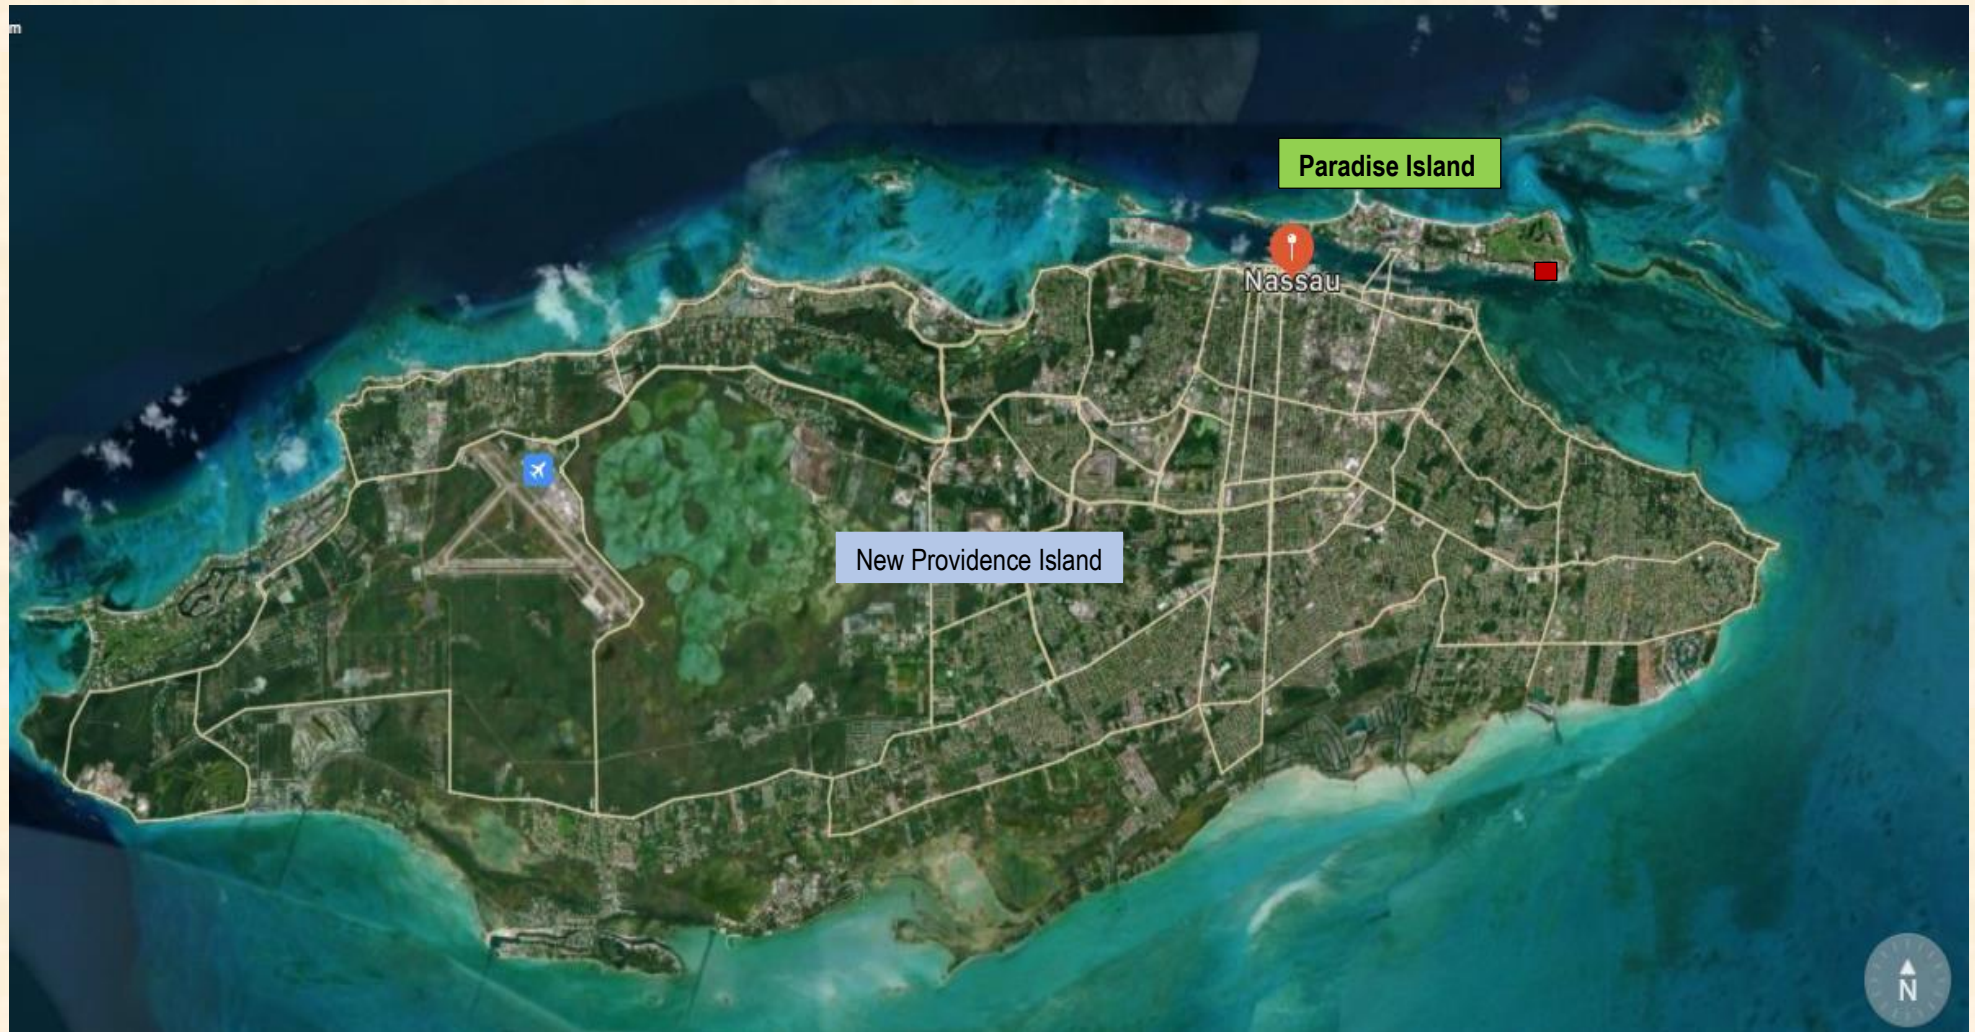 m
Paradise Island
Nassau
New Providence Island
N